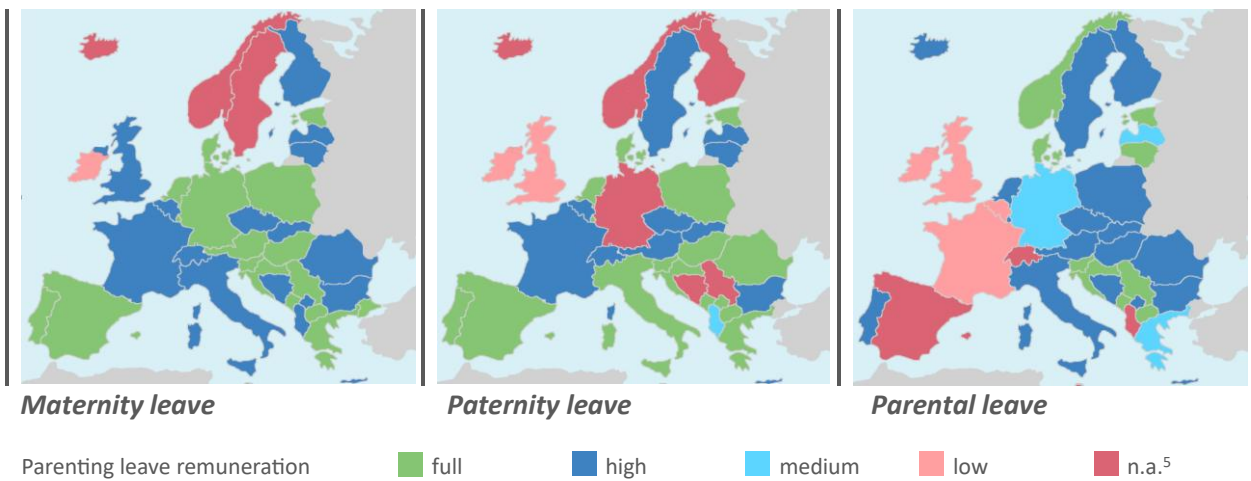 Maternity leave
Paternity leave
Parental leave
Parenting leave remuneration full high medium low n.a.⁵